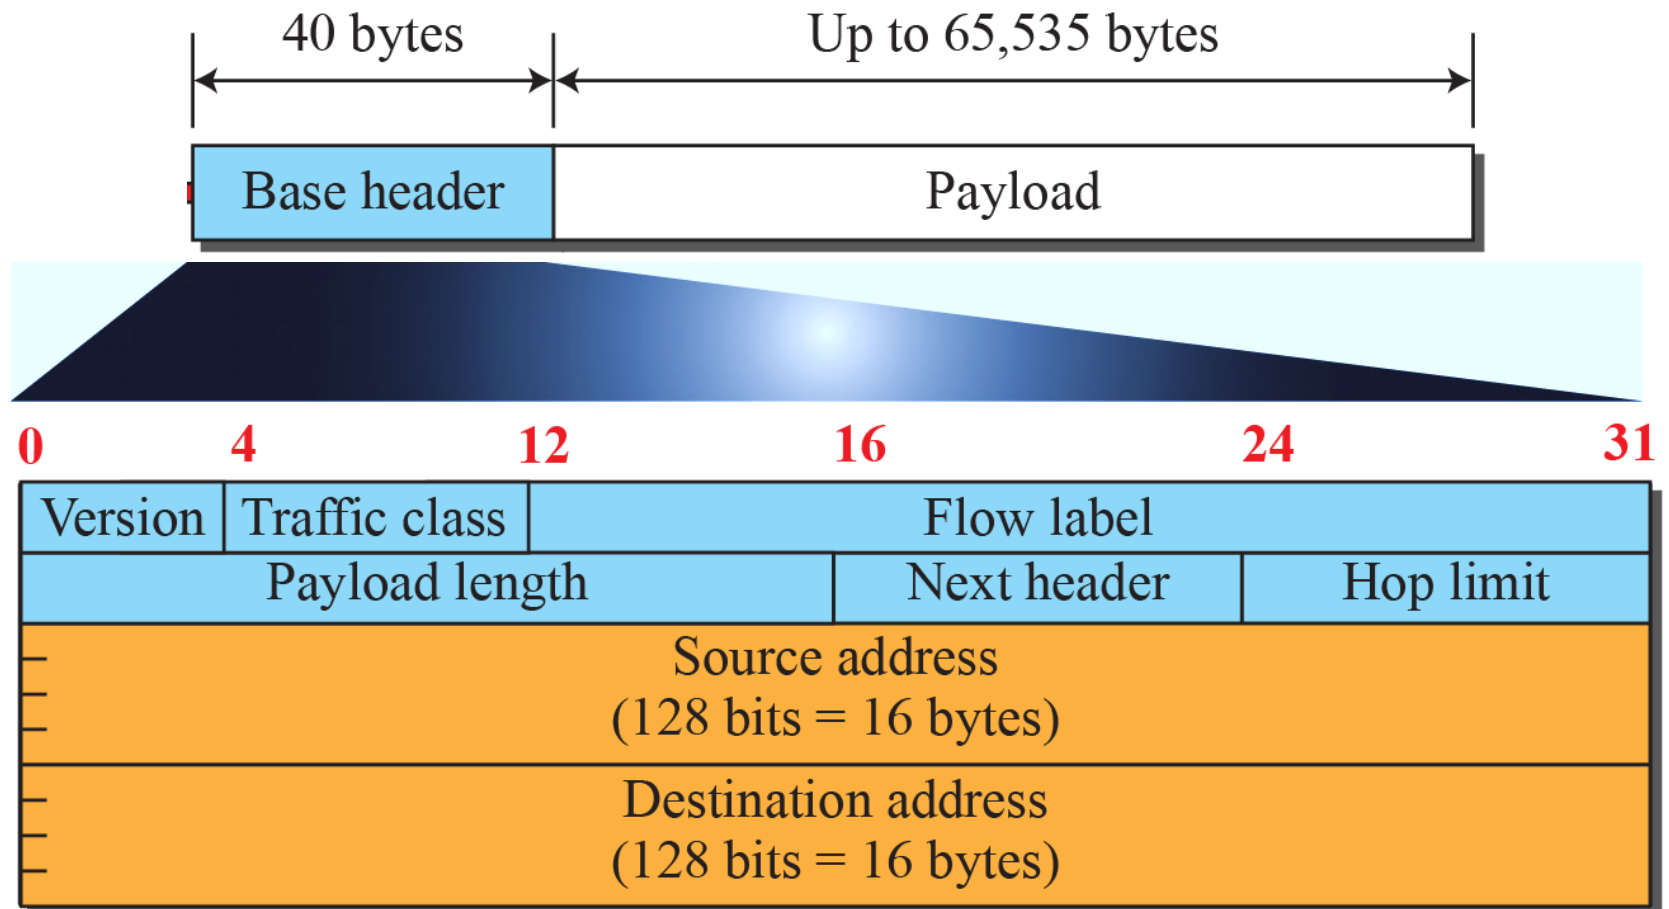 40 bytes
Up to 65,535 bytes
Base header
Payload
0
4
12
16
24
31
Version
Traffic class
Flow label
Payload length
Next header
Hop limit
Source address
(128 bits = 16 bytes)
Destination address
(128 bits = 16 bytes)